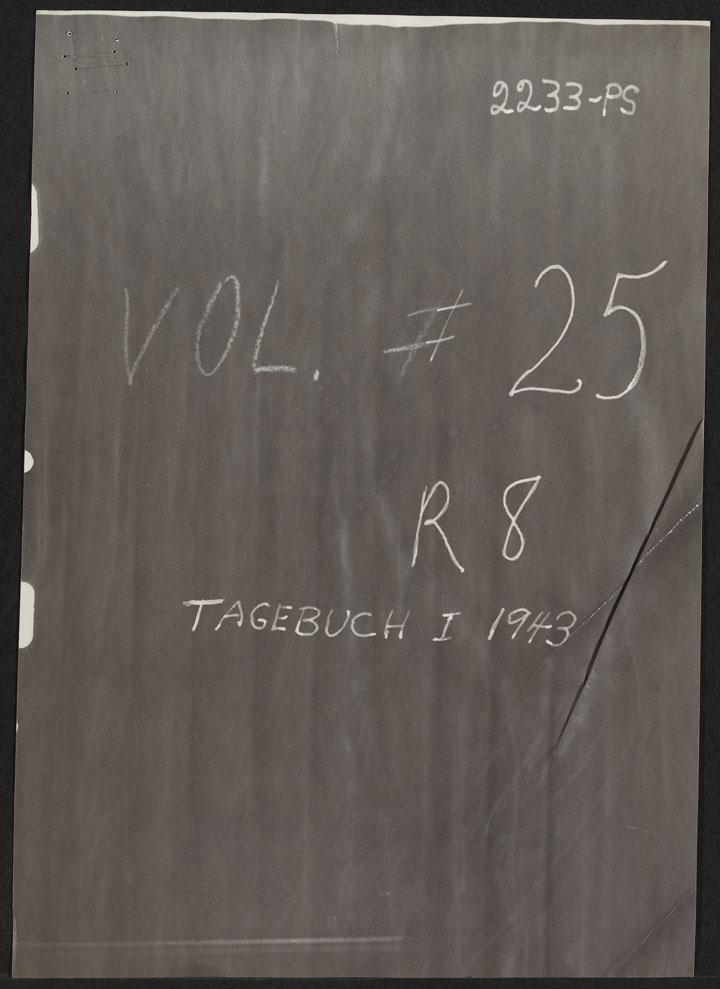 2233-PS
VOL. # 25
R 8
TAGEBUCH I 1943